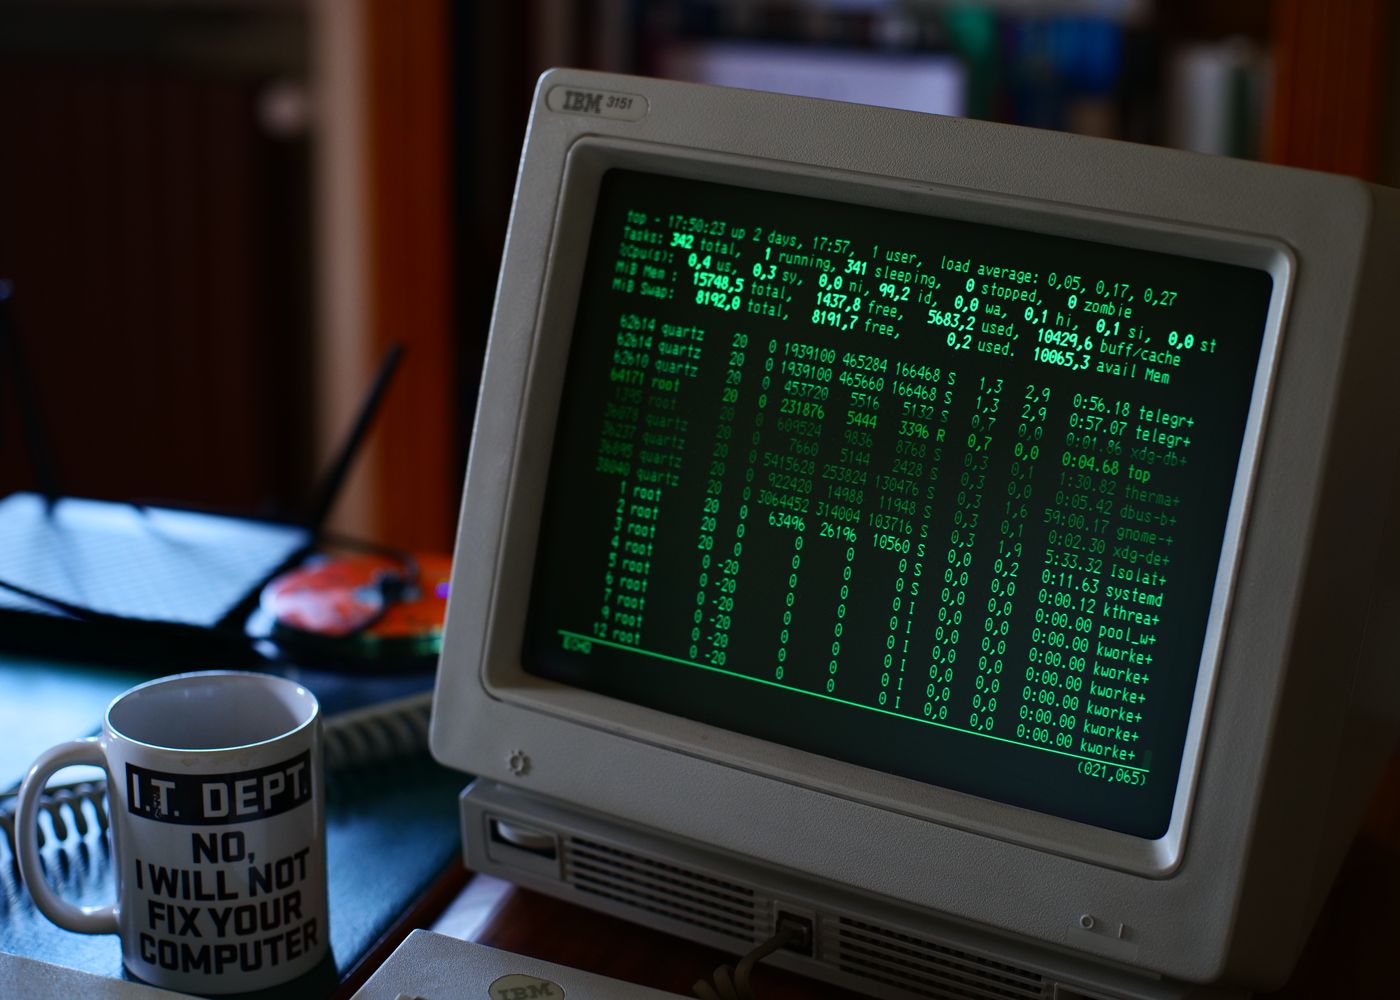 IBM 3151
top - 17:50:23 up 2 days, 17:57, 1 user, load average: 0,05, 0,17, 0,27
Tasks: 342 total, 1 running, 341 sleeping, 0 stopped, 0 zombie
%Cpu(s): 0,4 us, 0,3 sy, 0,0 ni, 99,2 id, 0,0 wa, 0,1 hi, 0,1 si, 0,0 st
MiB Mem : 15748,5 total, 1437,8 free, 5683,2 used, 10429,6 buff/cache
MiB Swap: 8192,0 total, 8191,7 free, 0,2 used. 10065,3 avail Mem
62614 quartz 20 0 1939100 465284 166468 S 1,3 2,9 0:56.18 telegr+
62614 quartz 20 0 1939100 465660 166468 S 1,3 2,9 0:57.07 telegr+
62610 quartz 20 0 453720 5516 5132 S 0,7 0,0 0:01.86 xdg-db+
64171 root 20 0 231876 5444 3396 R 0,7 0,0 0:04.68 top
1395 root 20 0 609524 9836 8768 S 0,3 0,1 1:30.82 therma+
36078 quartz 20 0 7660 5144 2428 S 0,3 0,0 0:05.42 dbus-b+
36237 quartz 20 0 5415628 253824 130476 S 0,3 1,6 59:00.17 gnome-+
36845 quartz 20 0 922420 14988 11948 S 0,3 0,1 0:02.30 xdg-de+
38040 quartz 20 0 3064452 314004 103716 S 0,3 1,9 5:33.32 Isolat+
1 root 20 0 63496 26196 10560 S 0,0 0,2 0:11.63 systemd
2 root 20 0 0 0 0 S 0,0 0,0 0:00.12 kthrea+
3 root 20 0 0 0 0 S 0,0 0,0 0:00.00 pool_w+
4 root 0 -20 0 0 0 I 0,0 0,0 0:00.00 kworke+
5 root 0 -20 0 0 0 I 0,0 0,0 0:00.00 kworke+
6 root 0 -20 0 0 0 I 0,0 0,0 0:00.00 kworke+
7 root 0 -20 0 0 0 I 0,0 0,0 0:00.00 kworke+
9 root 0 -20 0 0 0 I 0,0 0,0 0:00.00 kworke+
12 root 0 -20 0 0 0 I 0,0 0,0 0:00.00 kworke+
ECHO (021,065)
I.T. DEPT.
NO,
I WILL NOT
FIX YOUR
COMPUTER
IBM